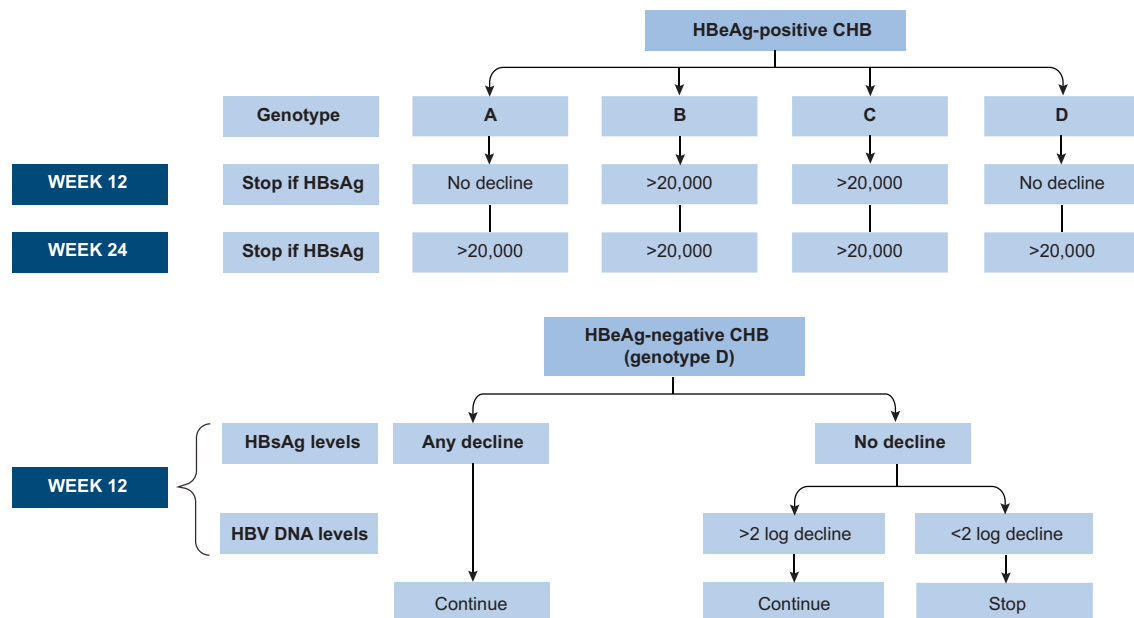 HBeAg-positive CHB
Genotype A B C D
WEEK 12 Stop if HBsAg No decline >20,000 >20,000 No decline
WEEK 24 Stop if HBsAg >20,000 >20,000 >20,000 >20,000
HBeAg-negative CHB
(genotype D)
HBsAg levels Any decline No decline
WEEK 12
HBV DNA levels >2 log decline <2 log decline
Continue Continue Stop